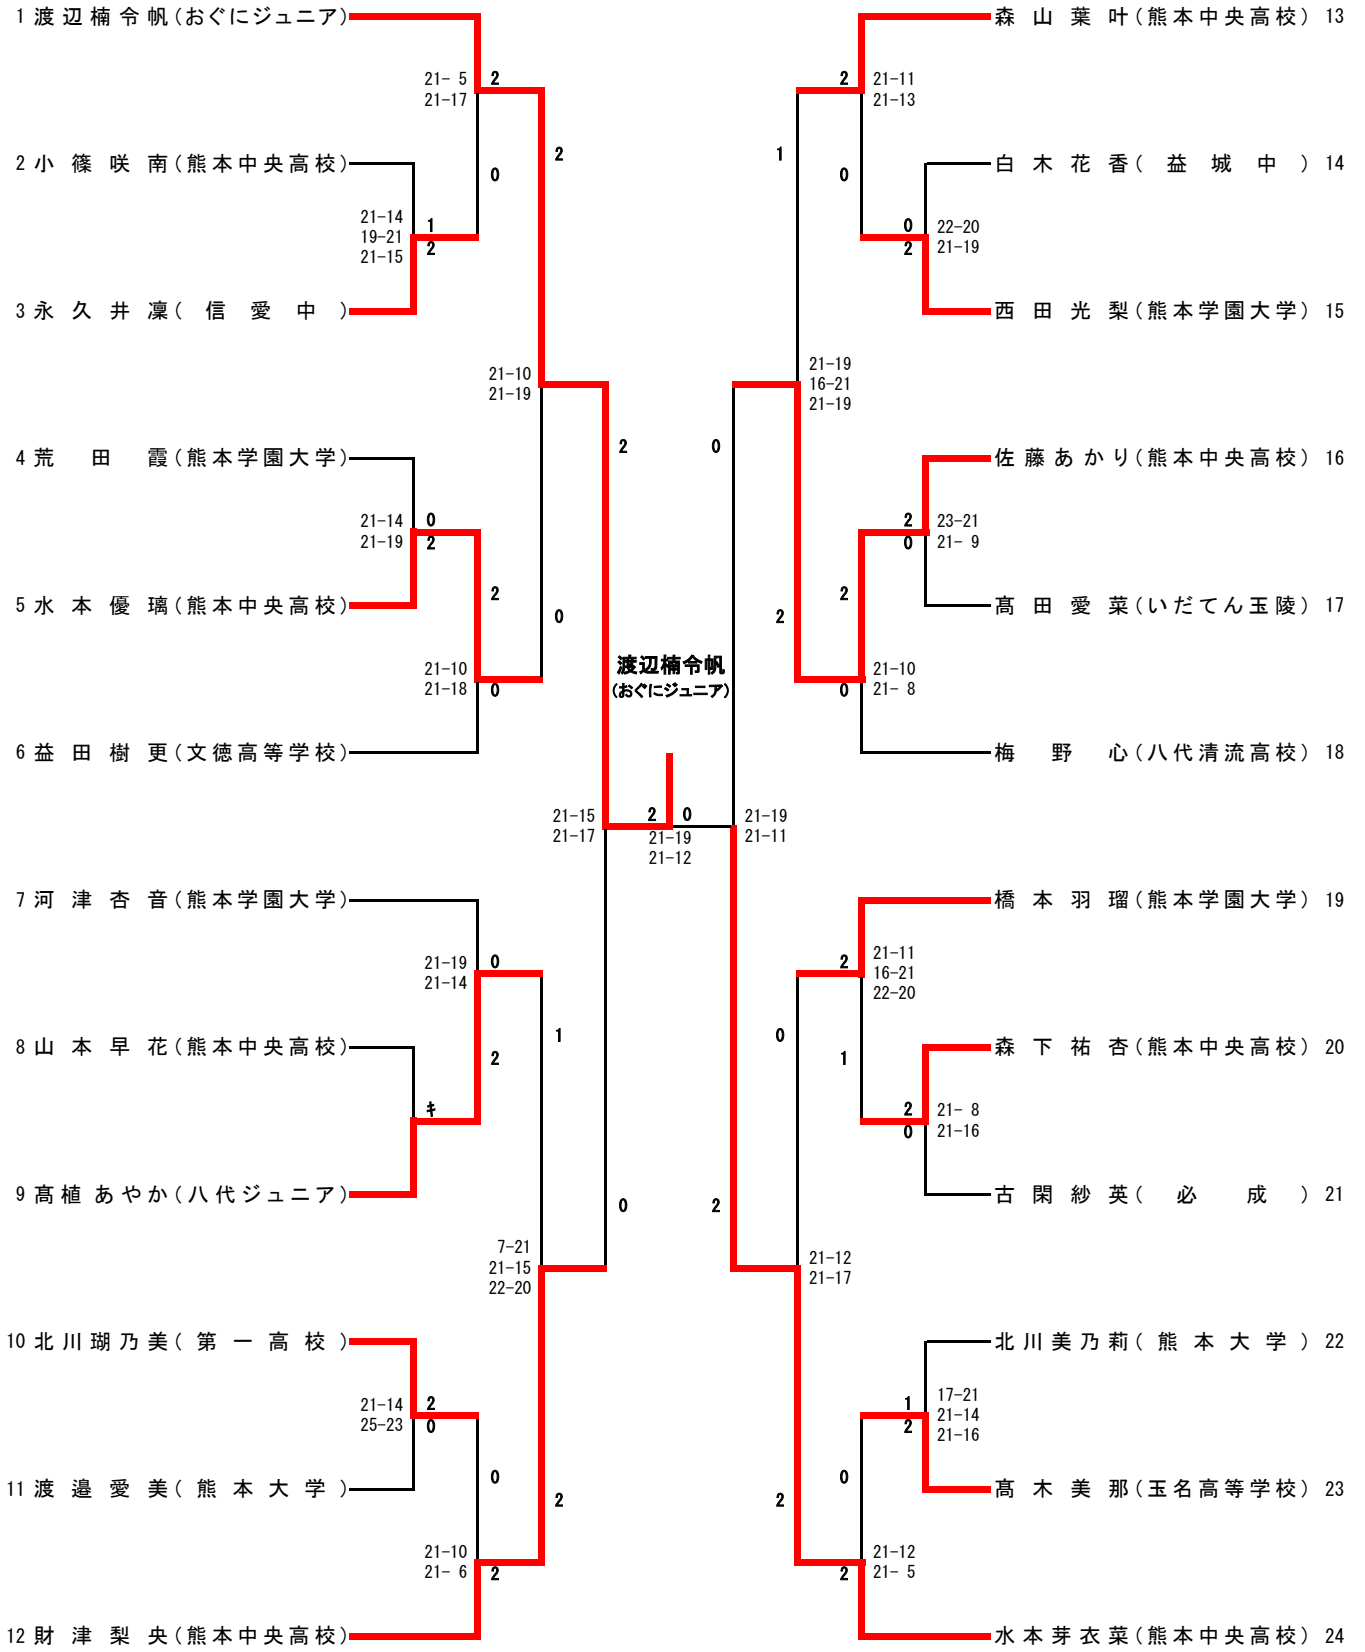 1 渡辺楠令帆(おぐにジュニア)
21- 5 2
21-17
2 小篠咲南(熊本中央高校)
0
21-14 1
19-21 2
21-15
3 永久井凜(信愛中)
2
21-10
21-19
4 荒田霞(熊本学園大学)
21-14 0
21-19 2
5 水本優璃(熊本中央高校)
2
0
21-10
21-18 0
6 益田樹更(文徳高等学校)
2
21-15
21-17
7 河津杏音(熊本学園大学)
21-19 0
21-14
8 山本早花(熊本中央高校)
2
キ
9 髙植あやか(八代ジュニア)
1
0
7-21
21-15
22-20
10 北川瑚乃美(第一高校)
21-14 2
25-23 0
11 渡邉愛美(熊本大学)
0
2
21-10
21- 6 2
12 財津梨央(熊本中央高校)
渡辺楠令帆
(おぐにジュニア)
2 0
21-19
21-12
森山葉叶(熊本中央高校) 13
2 21-11
21-13
白木花香(益城中) 14
1
0
0 22-20
2 21-19
西田光梨(熊本学園大学) 15
21-19
16-21
21-19
0
佐藤あかり(熊本中央高校) 16
2 23-21
0 21- 9
髙田愛菜(いだてん玉陵) 17
2
2
21-10
0 21- 8
梅野心(八代清流高校) 18
21-19
21-11
橋本羽瑠(熊本学園大学) 19
2 21-11
16-21
22-20
0
1
森下祐杏(熊本中央高校) 20
2 21- 8
0 21-16
古閑紗英(必成) 21
2
21-12
21-17
北川美乃莉(熊本大学) 22
1 17-21
2 21-14
21-16
髙木美那(玉名高等学校) 23
0
2
21-12
2 21- 5
水本芽衣菜(熊本中央高校) 24